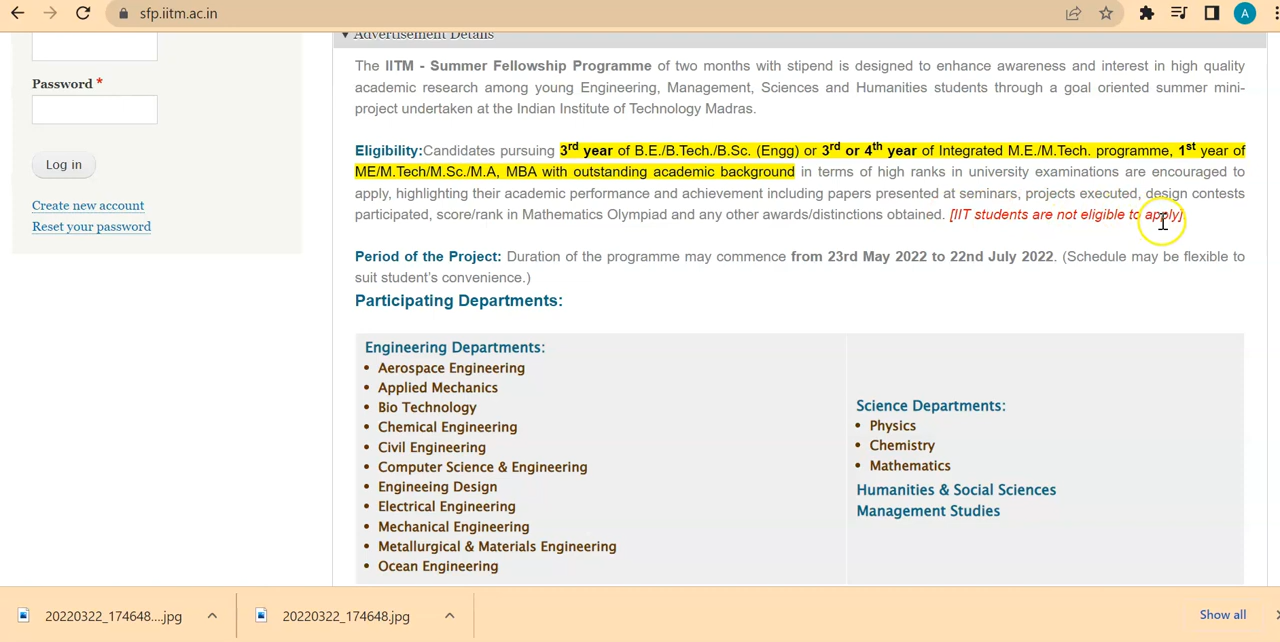 sfp.iitm.ac.in
A
Password *
Log in
Create new account
Reset your password
Advertisement Details
The IITM - Summer Fellowship Programme of two months with stipend is designed to enhance awareness and interest in high quality
academic research among young Engineering, Management, Sciences and Humanities students through a goal oriented summer mini-
project undertaken at the Indian Institute of Technology Madras.
Eligibility:Candidates pursuing 3rd year of B.E./B.Tech./B.Sc. (Engg) or 3rd or 4th year of Integrated M.E./M.Tech. programme, 1st year of
ME/M.Tech/M.Sc./M.A, MBA with outstanding academic background in terms of high ranks in university examinations are encouraged to
apply, highlighting their academic performance and achievement including papers presented at seminars, projects executed, design contests
participated, score/rank in Mathematics Olympiad and any other awards/distinctions obtained. [IIT students are not eligible to apply]
Period of the Project: Duration of the programme may commence from 23rd May 2022 to 22nd July 2022. (Schedule may be flexible to
suit student's convenience.)
Participating Departments:
Engineering Departments:
• Aerospace Engineering
• Applied Mechanics
• Bio Technology
• Chemical Engineering
• Civil Engineering
• Computer Science & Engineering
• Engineeing Design
• Electrical Engineering
• Mechanical Engineering
• Metallurgical & Materials Engineering
• Ocean Engineering
Science Departments:
• Physics
• Chemistry
• Mathematics
Humanities & Social Sciences
Management Studies
20220322_174648....jpg
20220322_174648.jpg
Show all